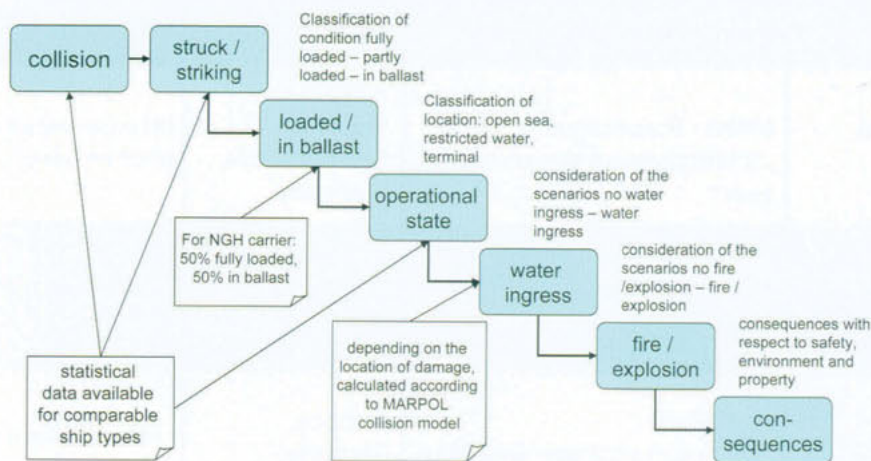 collision
struck /
striking
Classification of
condition fully
loaded – partly
loaded – in ballast
loaded /
in ballast
Classification of
location: open sea,
restricted water,
terminal
operational
state
consideration of the
scenarios no water
ingress – water
ingress
For NGH carrier:
50% fully loaded,
50% in ballast
water
ingress
consideration of the
scenarios no fire
/explosion – fire /
explosion
fire /
explosion
consequences with
respect to safety,
environment and
property
statistical
data available
for comparable
ship types
depending on the
location of damage,
calculated according
to MARPOL
collision model
con-
sequences